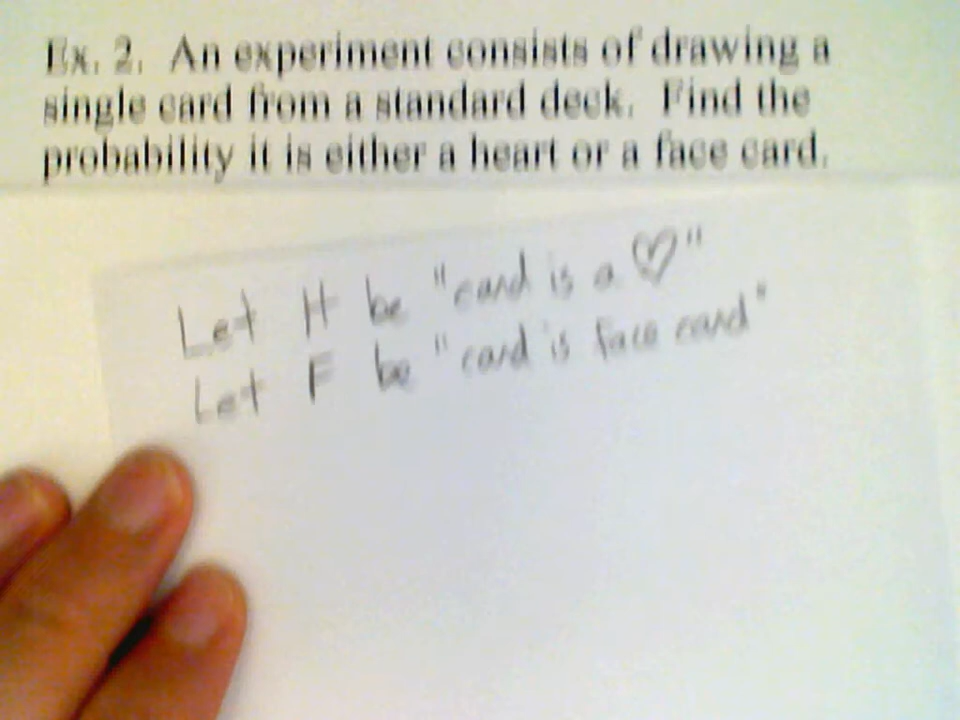 Ex. 2. An experiment consists of drawing a
single card from a standard deck. Find the
probability it is either a heart or a face card.
Let H be "card is a ♡"
Let F be "card is face card"